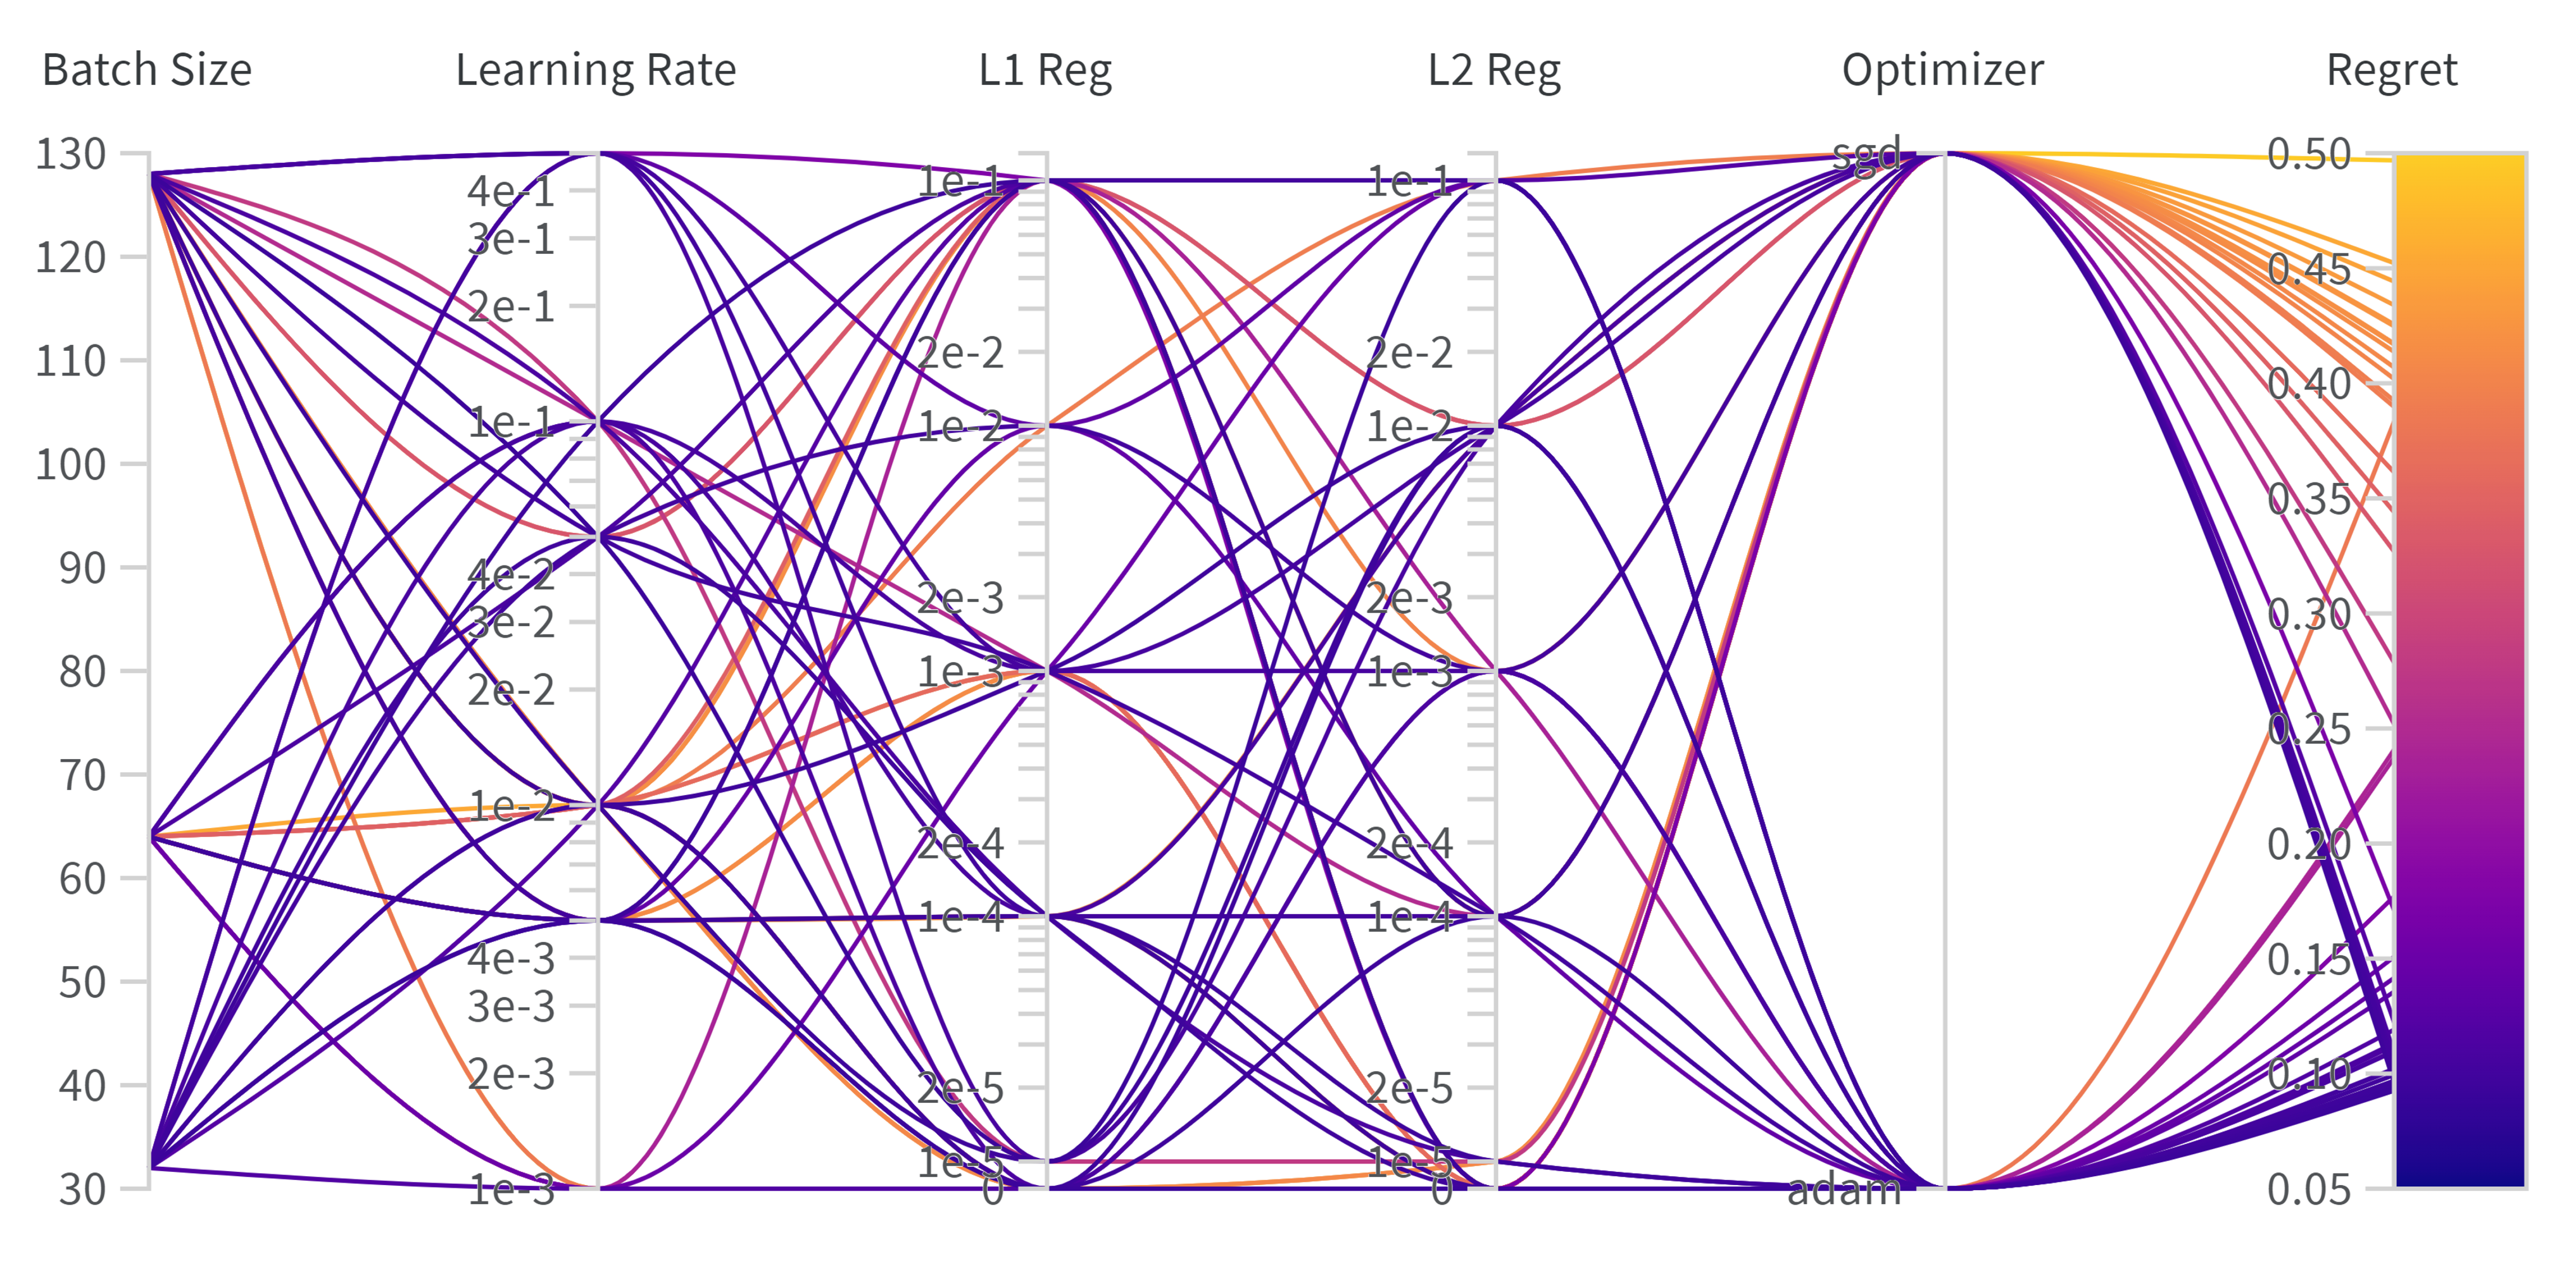 Batch Size
Learning Rate
L1 Reg
L2 Reg
Optimizer
Regret
130
120
110
100
90
80
70
60
50
40
30
4e-1
3e-1
2e-1
1e-1
4e-2
3e-2
2e-2
1e-2
4e-3
3e-3
2e-3
1e-3
1e-1
2e-2
1e-2
2e-3
1e-3
2e-4
1e-4
2e-5
1e-5
0
1e-1
2e-2
1e-2
2e-3
1e-3
2e-4
1e-4
2e-5
1e-5
0
sgd
adam
0.50
0.45
0.40
0.35
0.30
0.25
0.20
0.15
0.10
0.05